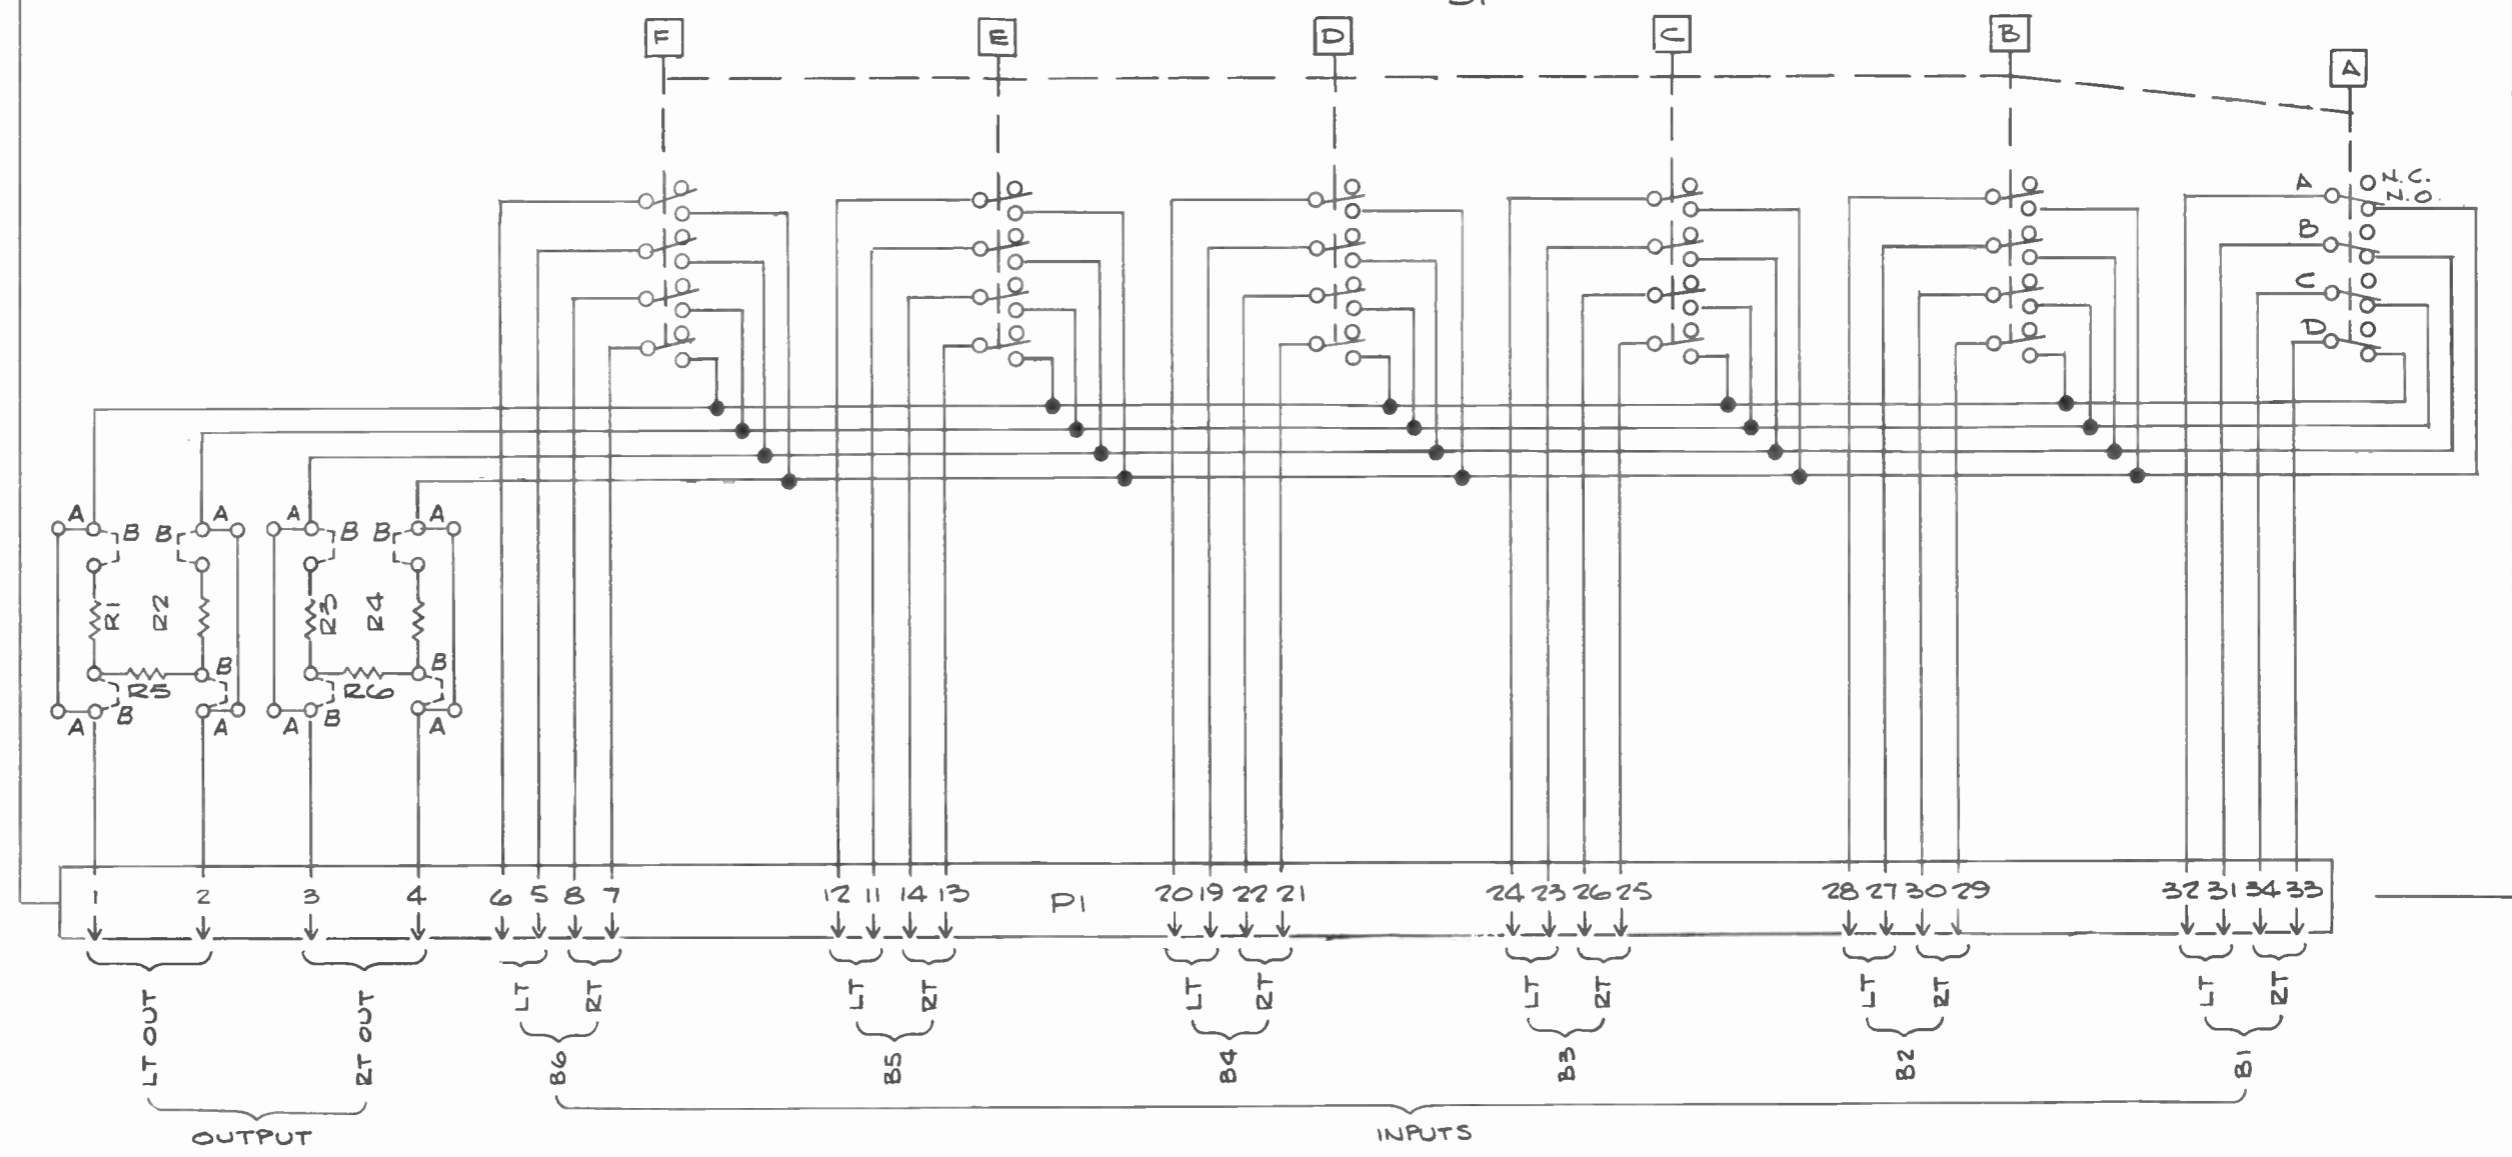 F E D C B A
A N.C.
N.O.
B
C
D
A B B A A B B A
R1 R2 R3 R4
B B
R5 R6
A B A A B A
1 2 3 4 6 5 8 7 12 11 14 13 P1 20 19 22 21 24 23 26 25 28 27 30 29 32 31 34 33
LT OUT RT OUT
LT RT LT RT LT RT LT RT LT RT LT RT
B6 B5 B4 B3 B2 B1
OUTPUT INPUTS